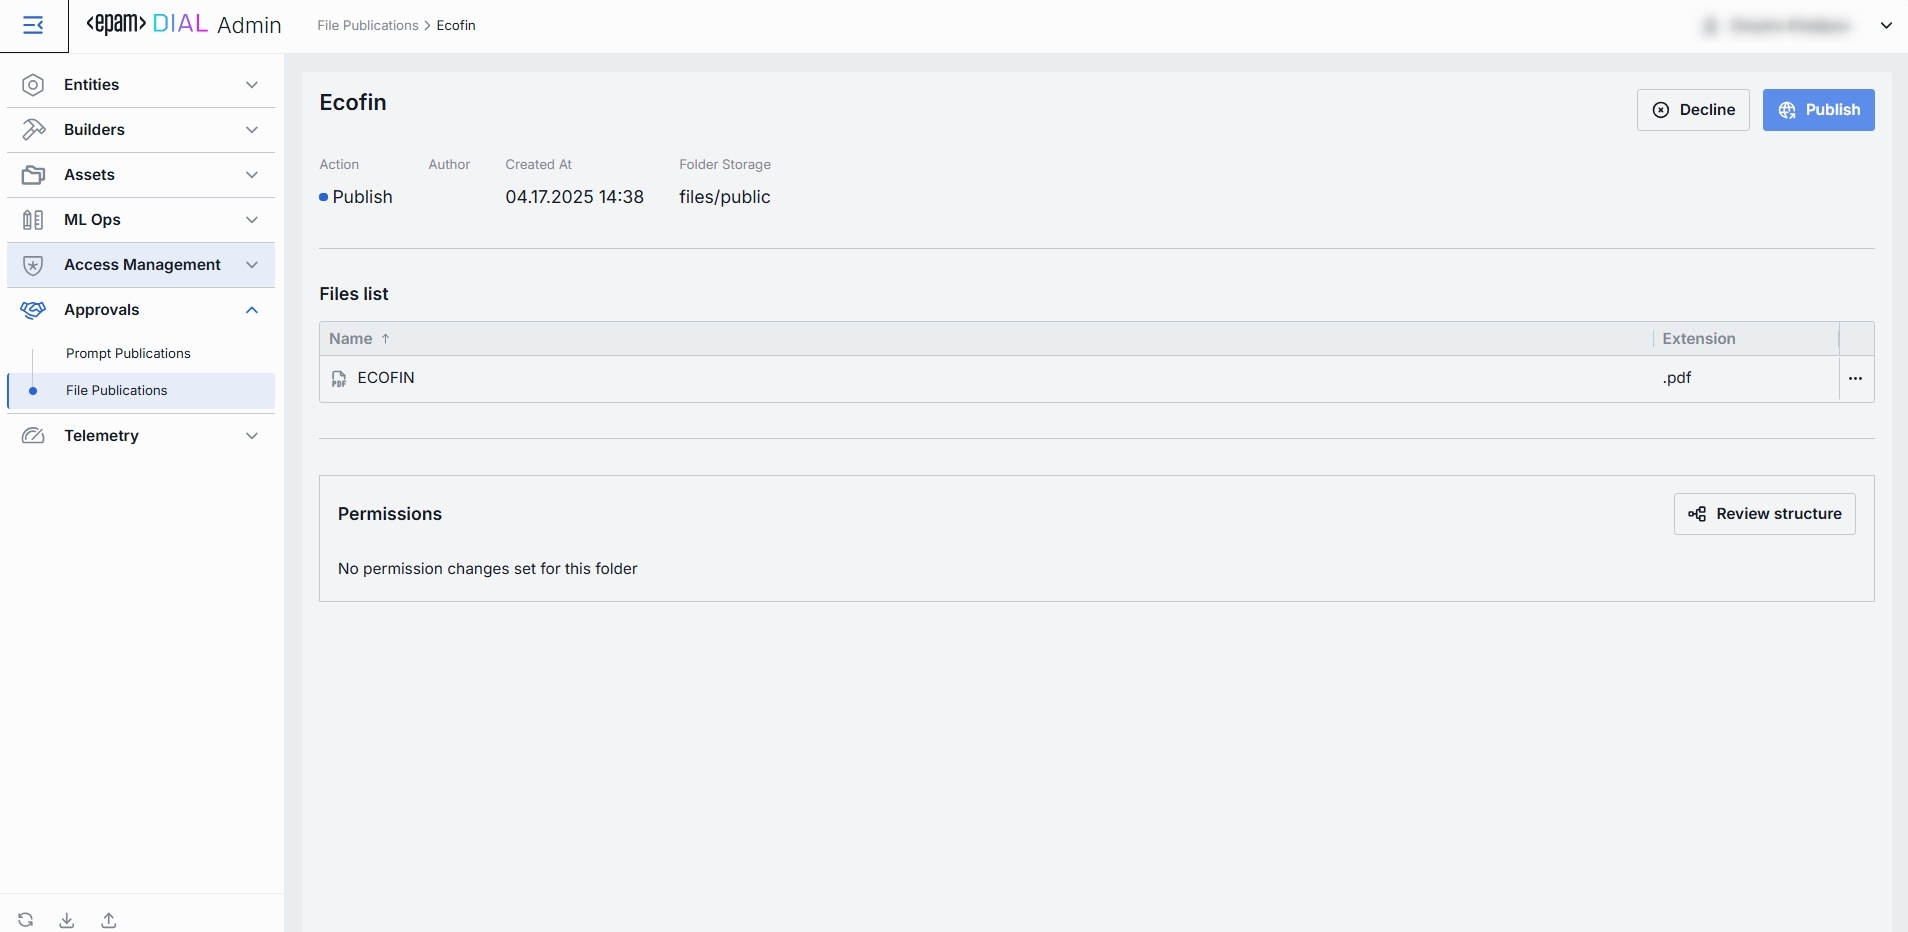 <epam> DIAL Admin
File Publications > Ecofin
Entities
Builders
Assets
ML Ops
Access Management
Approvals
Prompt Publications
File Publications
Telemetry
Ecofin
Decline
Publish
Action Author Created At Folder Storage
Publish 04.17.2025 14:38 files/public
Files list
Name ↑ Extension
PDF ECOFIN .pdf
Permissions
Review structure
No permission changes set for this folder